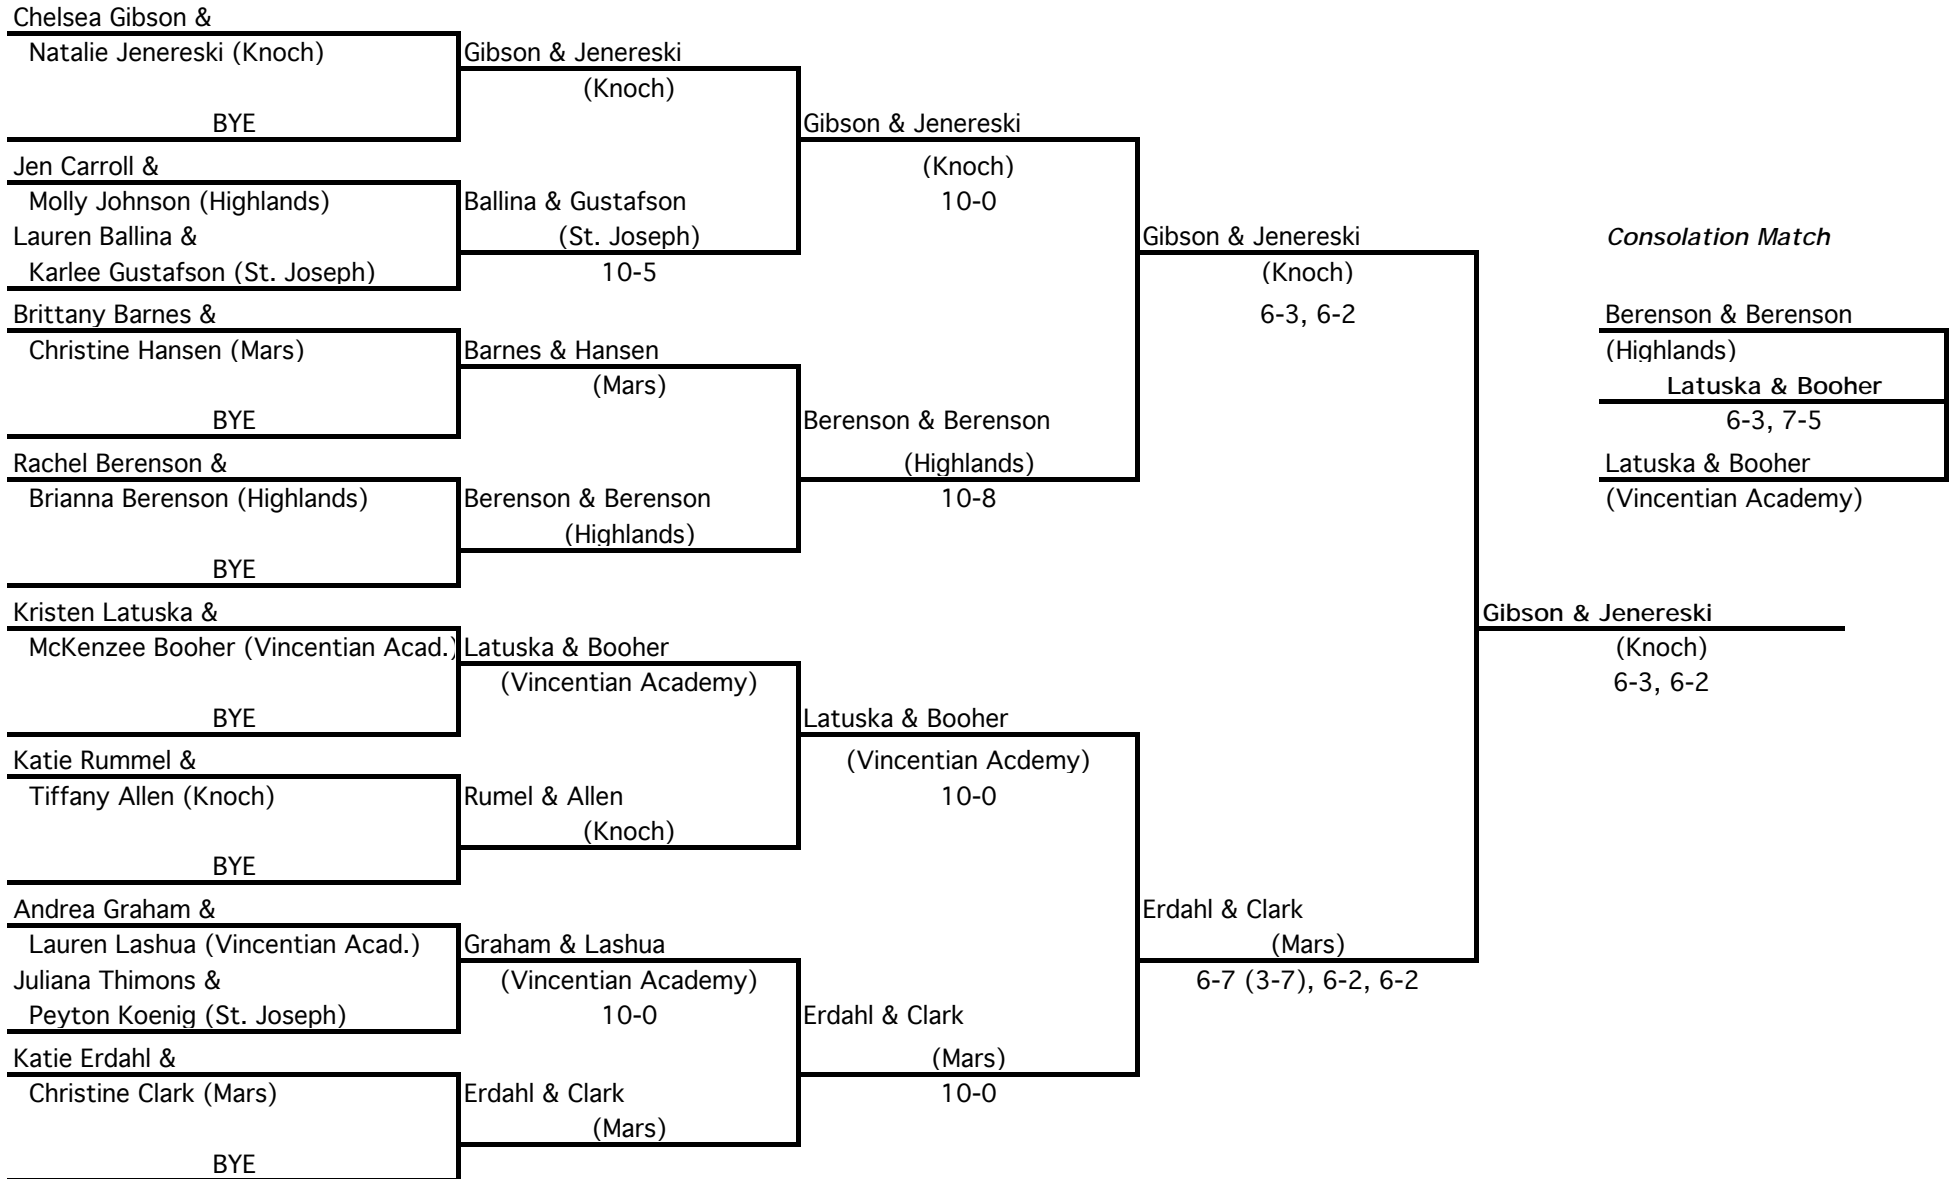 Chelsea Gibson &
Natalie Jenereski (Knoch)
BYE
Jen Carroll &
Molly Johnson (Highlands)
Lauren Ballina &
Karlee Gustafson (St. Joseph)
Brittany Barnes &
Christine Hansen (Mars)
BYE
Rachel Berenson &
Brianna Berenson (Highlands)
BYE
Kristen Latuska &
McKenzee Booher (Vincentian Acad.)
BYE
Katie Rummel &
Tiffany Allen (Knoch)
BYE
Andrea Graham &
Lauren Lashua (Vincentian Acad.)
Juliana Thimons &
Peyton Koenig (St. Joseph)
Katie Erdahl &
Christine Clark (Mars)
BYE
Gibson & Jenereski
(Knoch)
Ballina & Gustafson
(St. Joseph)
10-5
Barnes & Hansen
(Mars)
Berenson & Berenson
(Highlands)
Latuska & Booher
(Vincentian Academy)
Rumel & Allen
(Knoch)
Graham & Lashua
(Vincentian Academy)
10-0
Erdahl & Clark
(Mars)
Gibson & Jenereski
(Knoch)
10-0
Berenson & Berenson
(Highlands)
10-8
Latuska & Booher
(Vincentian Acdemy)
10-0
Erdahl & Clark
(Mars)
10-0
Gibson & Jenereski
(Knoch)
6-3, 6-2
Erdahl & Clark
(Mars)
6-7 (3-7), 6-2, 6-2
Gibson & Jenereski
(Knoch)
6-3, 6-2
Consolation Match
Berenson & Berenson
(Highlands)
Latuska & Booher
6-3, 7-5
Latuska & Booher
(Vincentian Academy)